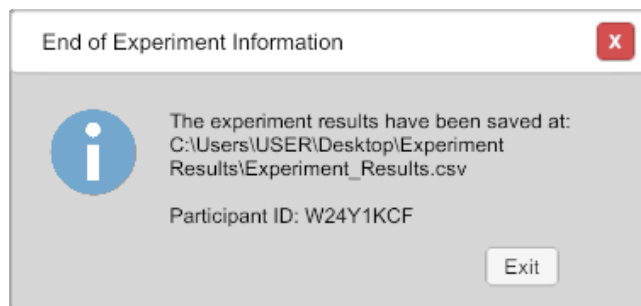 End of Experiment Information
X
The experiment results have been saved at:
C:\Users\USER\Desktop\Experiment
Results\Experiment_Results.csv
Participant ID: W24Y1KCF
Exit